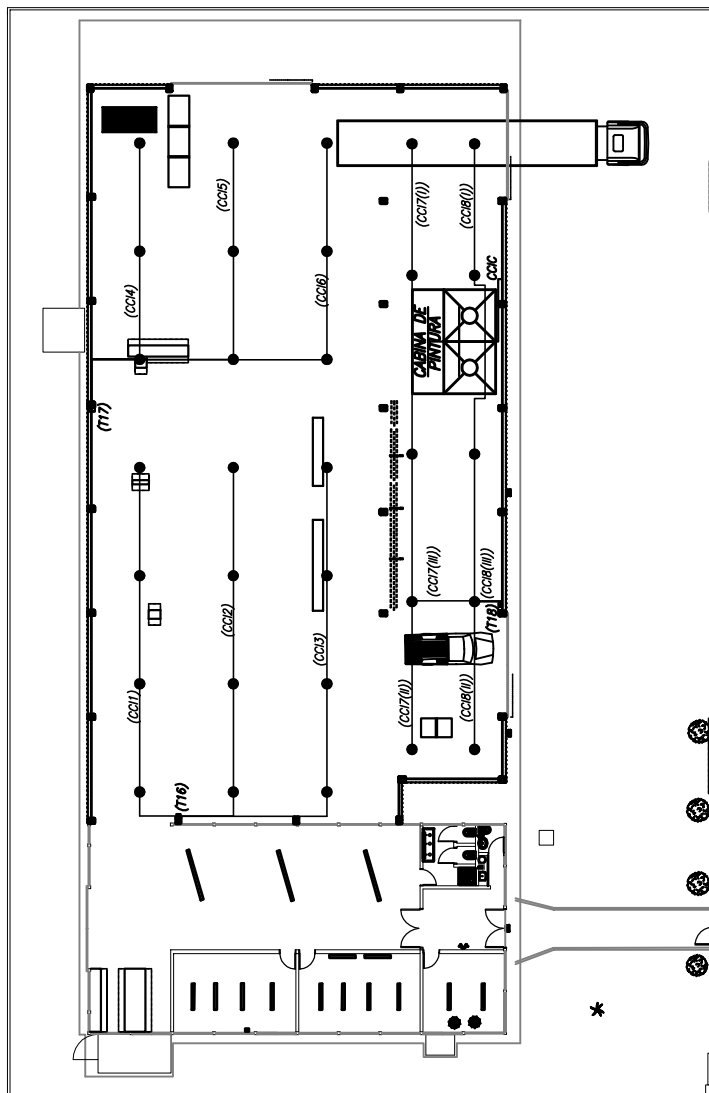 (CCI5)
(CCI7(I))
(CCI8(I))
CCIC
(CCI4)
(CCI6)
CABINA DE
PINTURA
(T17)
(CCI7(III))
(CCI8(III))
(CCI2)
(T18)
(CCI3)
(CCI1)
(CCI7(II))
(CCI8(II))
(T16)